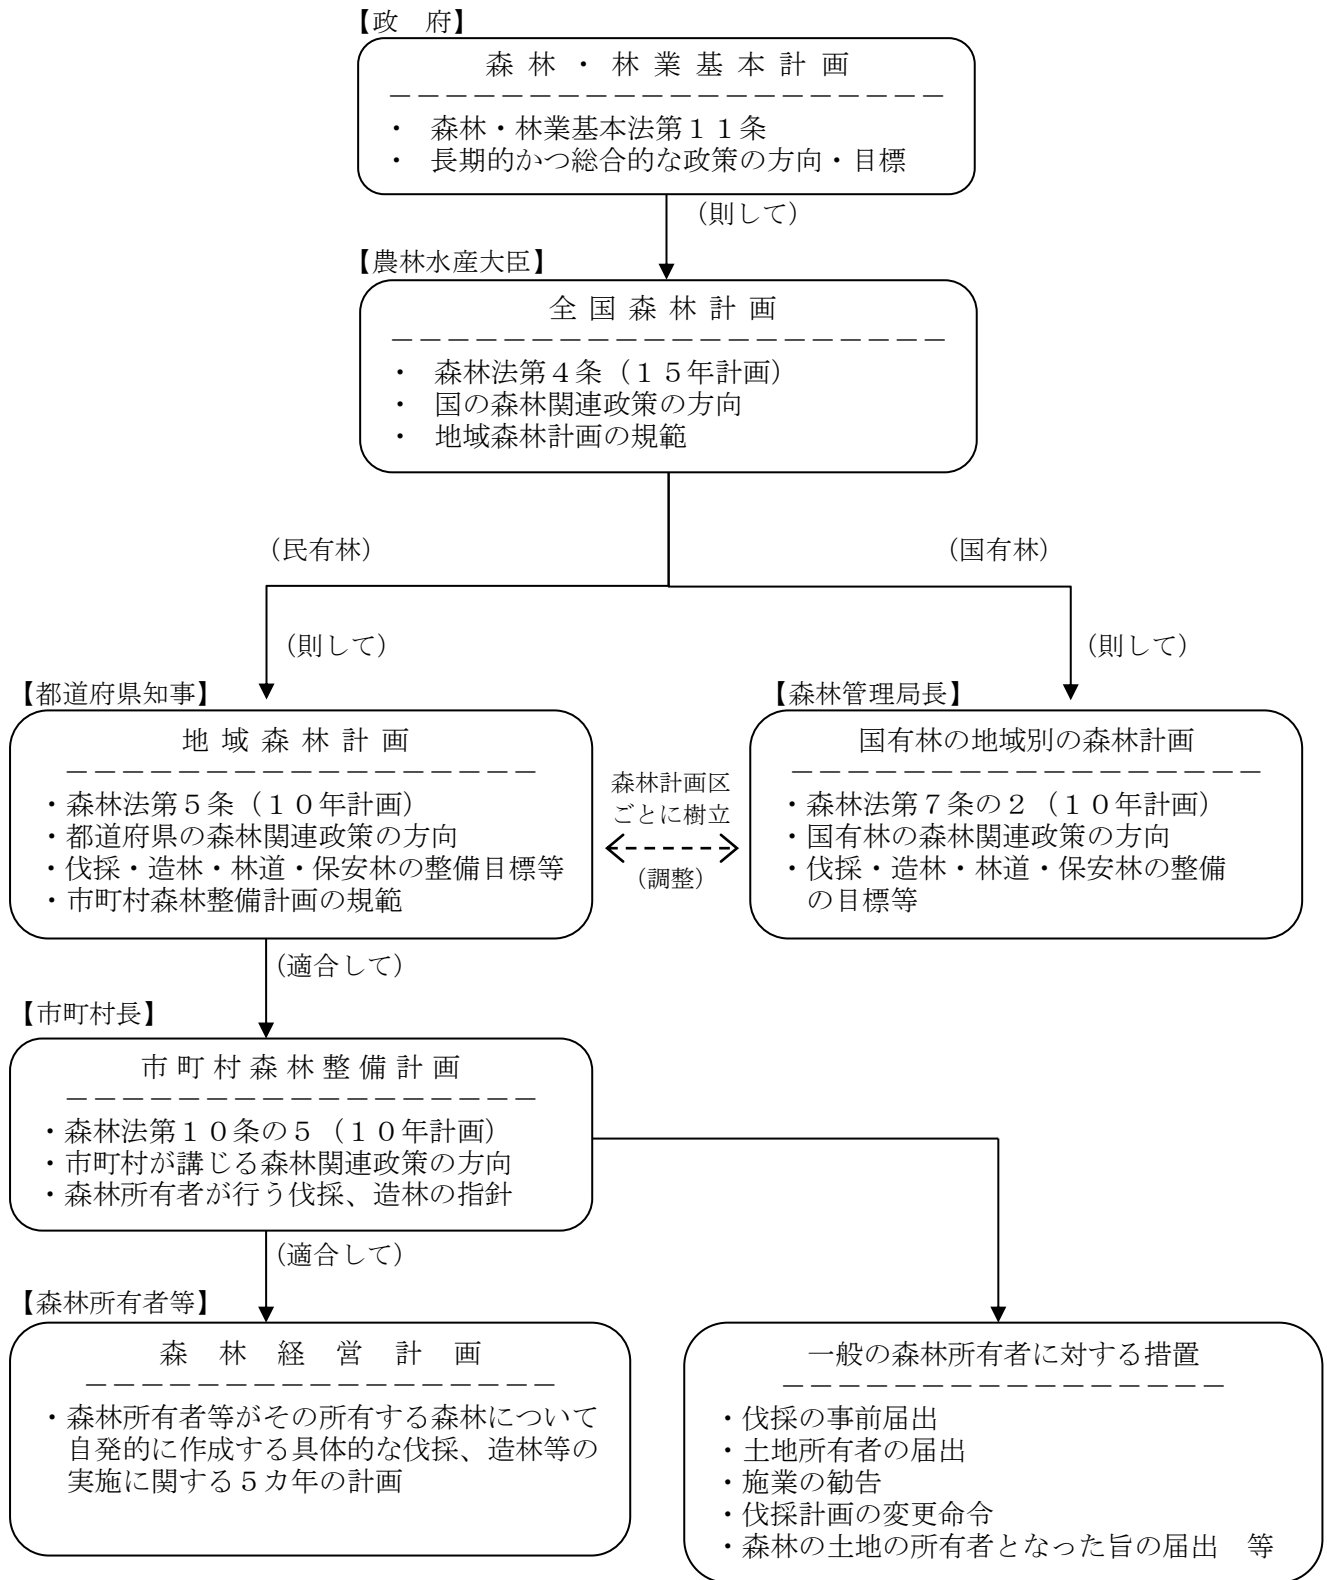 【政　府】
森林・林業基本計画
－－－－－－－－－－－－－－－－－－－－
・　森林・林業基本法第１１条
・　長期的かつ総合的な政策の方向・目標
（則して）
【農林水産大臣】
全国森林計画
－－－－－－－－－－－－－－－－－－－－
・　森林法第４条（１５年計画）
・　国の森林関連政策の方向
・　地域森林計画の規範
（民有林）
（国有林）
（則して）
（則して）
【都道府県知事】
地域森林計画
－－－－－－－－－－－－－－－－－
・森林法第５条（１０年計画）
・都道府県の森林関連政策の方向
・伐採・造林・林道・保安林の整備目標等
・市町村森林整備計画の規範
森林計画区
ごとに樹立
（調整）
【森林管理局長】
国有林の地域別の森林計画
－－－－－－－－－－－－－－－－－
・森林法第７条の２（１０年計画）
・国有林の森林関連政策の方向
・伐採・造林・林道・保安林の整備
の目標等
（適合して）
【市町村長】
市町村森林整備計画
－－－－－－－－－－－－－－－－－
・森林法第１０条の５（１０年計画）
・市町村が講じる森林関連政策の方向
・森林所有者が行う伐採、造林の指針
（適合して）
【森林所有者等】
森　林　経　営　計　画
－－－－－－－－－－－－－－－－－
・森林所有者等がその所有する森林について
自発的に作成する具体的な伐採、造林等の
実施に関する５カ年の計画
一般の森林所有者に対する措置
－－－－－－－－－－－－－－－－
・伐採の事前届出
・土地所有者の届出
・施業の勧告
・伐採計画の変更命令
・森林の土地の所有者となった旨の届出　等